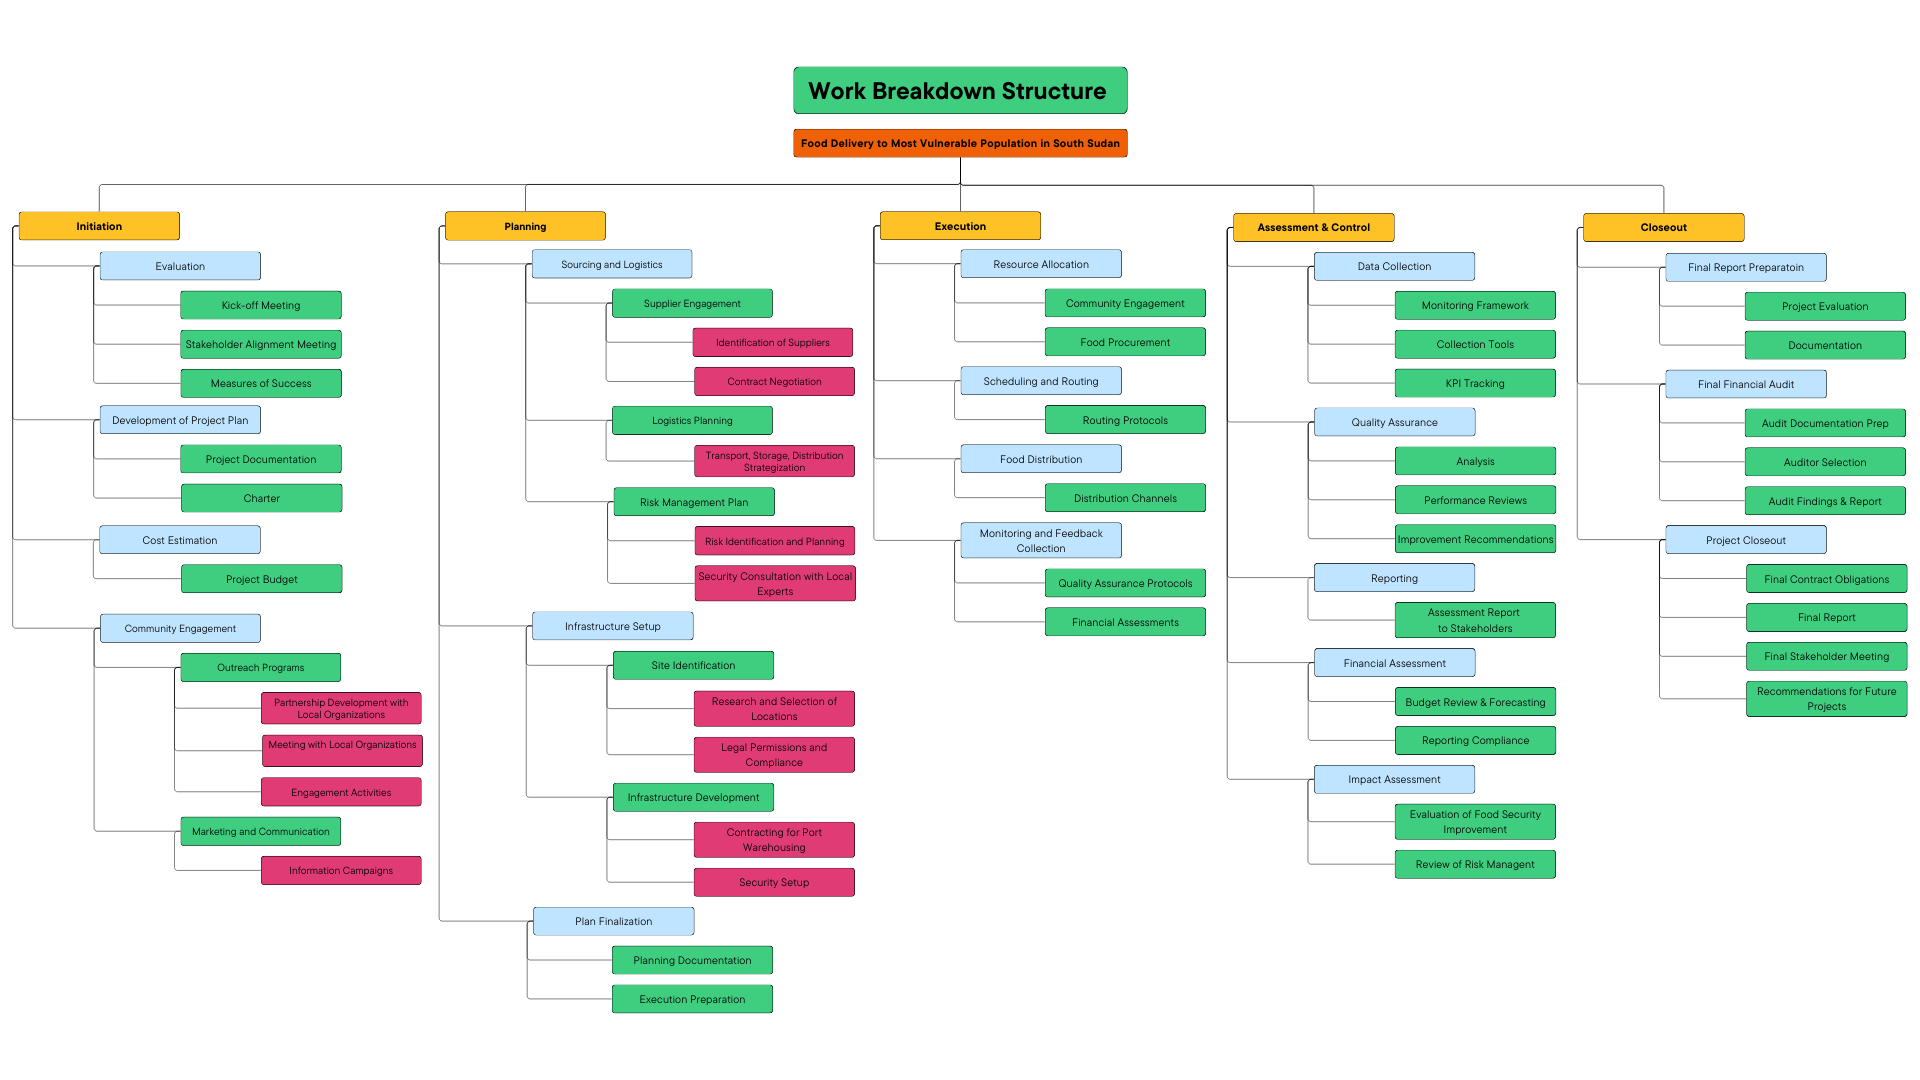 Work Breakdown Structure
Food Delivery to Most Vulnerable Population in South Sudan
Initiation
Evaluation
Kick-off Meeting
Stakeholder Alignment Meeting
Measures of Success
Development of Project Plan
Project Documentation
Charter
Cost Estimation
Project Budget
Community Engagement
Outreach Programs
Partnership Development with
Local Organizations
Meeting with Local Organizations
Engagement Activities
Marketing and Communication
Information Campaigns
Planning
Sourcing and Logistics
Supplier Engagement
Identification of Suppliers
Contract Negotiation
Logistics Planning
Transport, Storage, Distribution
Strategization
Risk Management Plan
Risk Identification and Planning
Security Consultation with Local
Experts
Infrastructure Setup
Site Identification
Research and Selection of
Locations
Legal Permissions and
Compliance
Infrastructure Development
Contracting for Port
Warehousing
Security Setup
Plan Finalization
Planning Documentation
Execution Preparation
Execution
Resource Allocation
Community Engagement
Food Procurement
Scheduling and Routing
Routing Protocols
Food Distribution
Distribution Channels
Monitoring and Feedback
Collection
Quality Assurance Protocols
Financial Assessments
Assessment & Control
Data Collection
Monitoring Framework
Collection Tools
KPI Tracking
Quality Assurance
Analysis
Performance Reviews
Improvement Recommendations
Reporting
Assessment Report
to Stakeholders
Financial Assessment
Budget Review & Forecasting
Reporting Compliance
Impact Assessment
Evaluation of Food Security
Improvement
Review of Risk Managent
Closeout
Final Report Preparatoin
Project Evaluation
Documentation
Final Financial Audit
Audit Documentation Prep
Auditor Selection
Audit Findings & Report
Project Closeout
Final Contract Obligations
Final Report
Final Stakeholder Meeting
Recommendations for Future
Projects